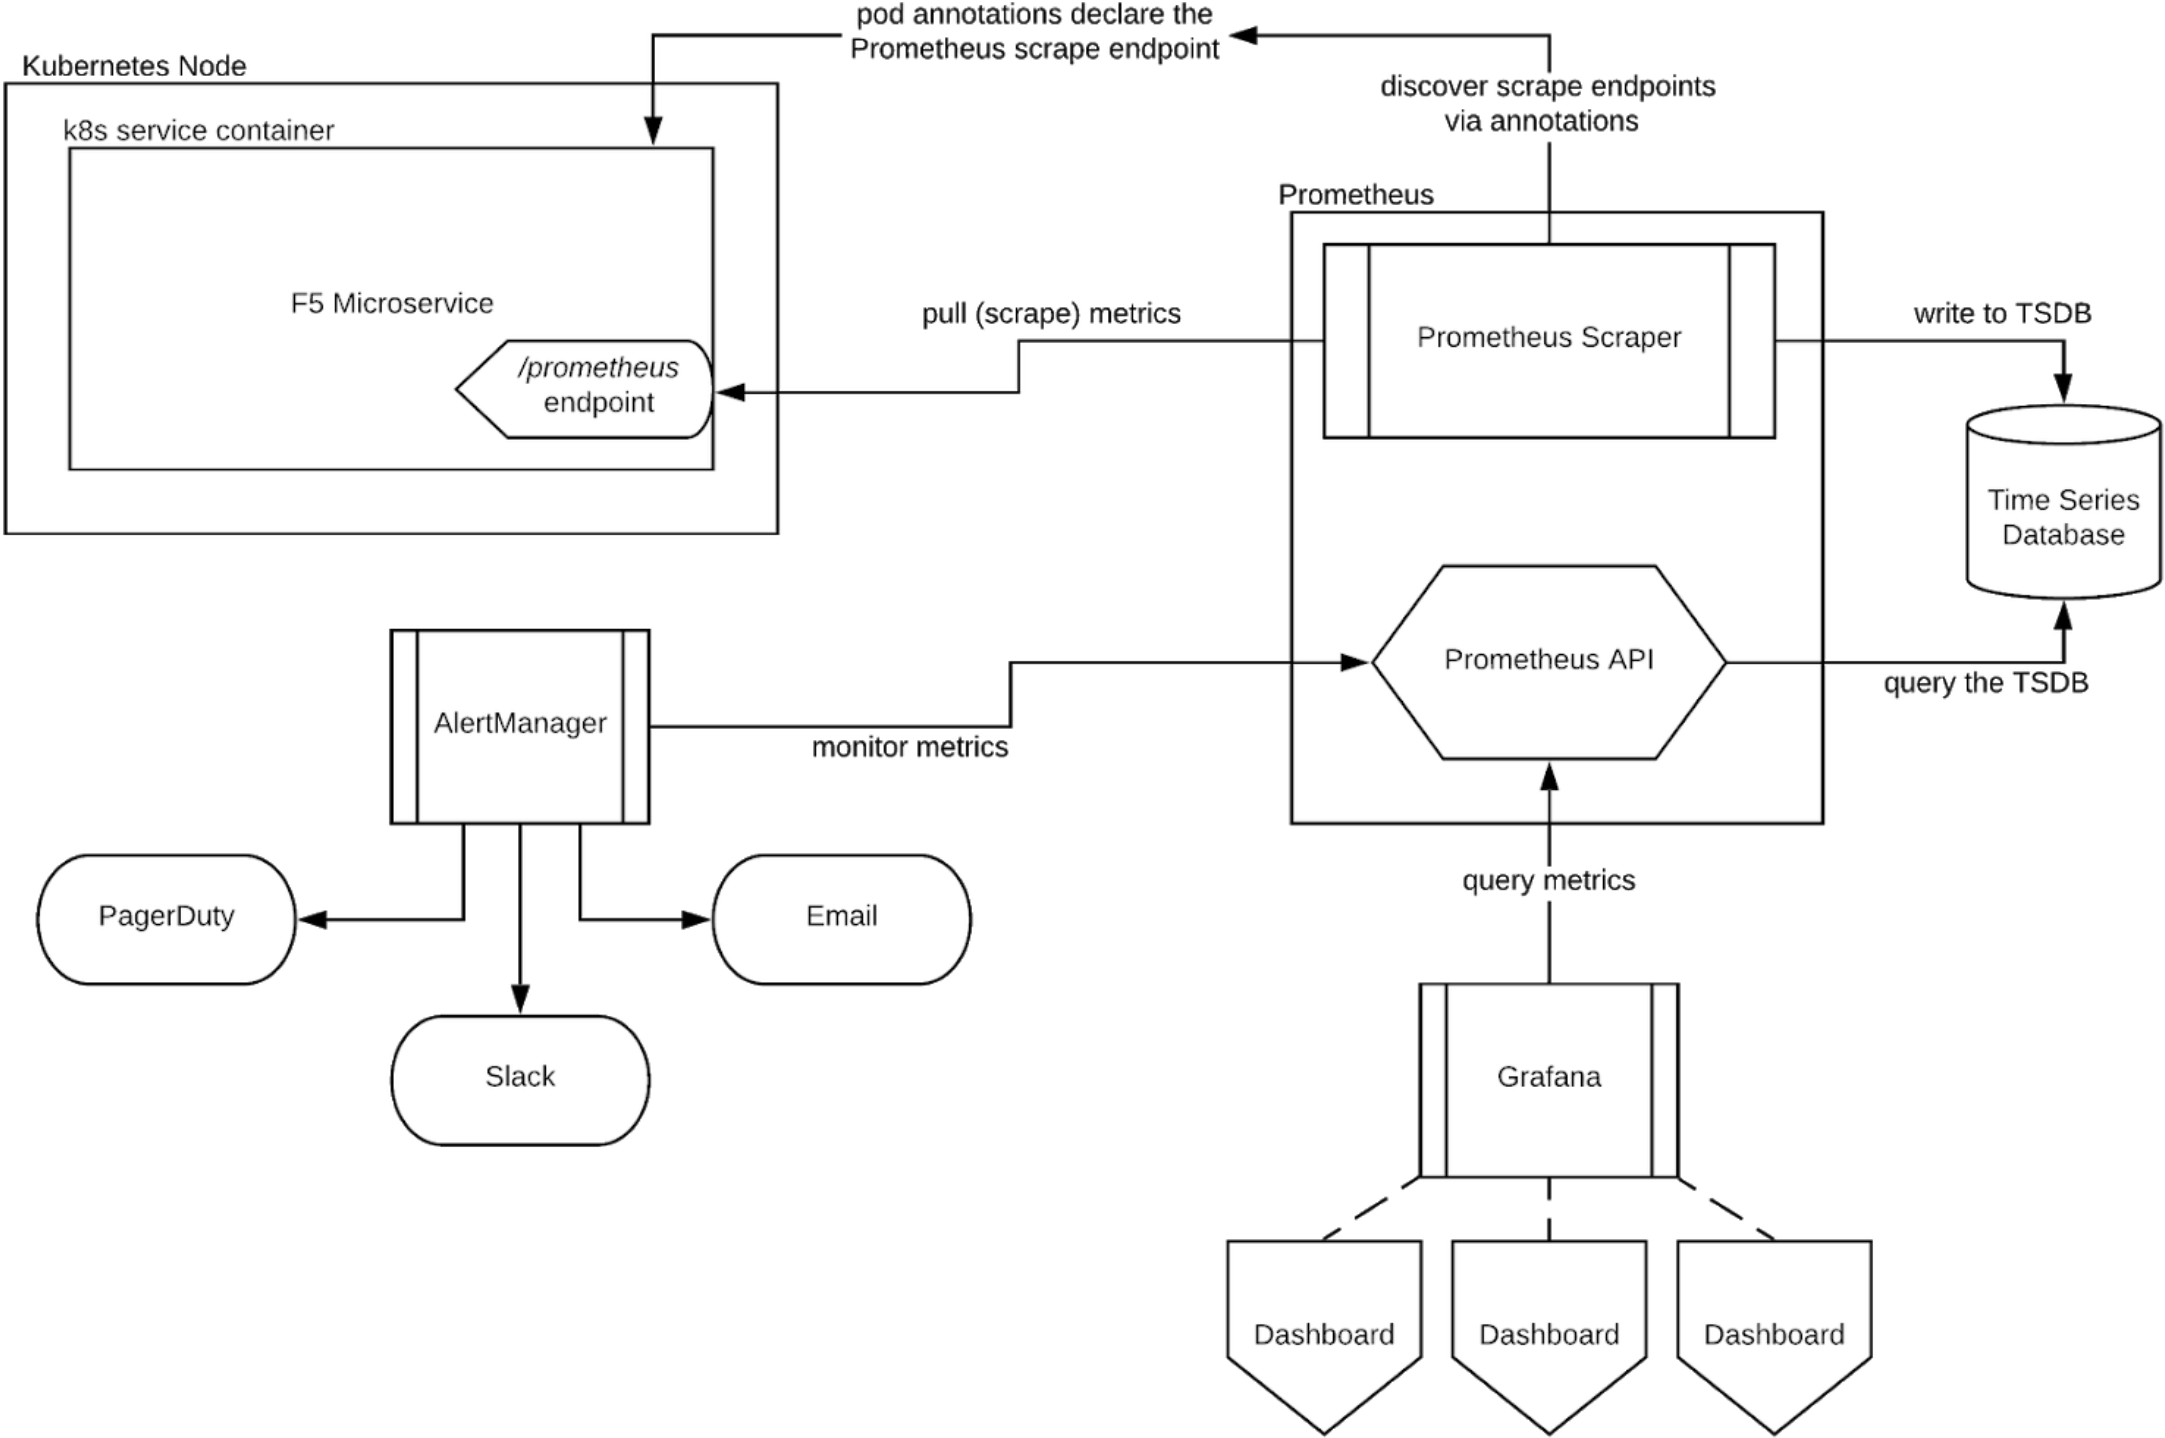 pod annotations declare the
Prometheus scrape endpoint
Kubernetes Node
discover scrape endpoints
via annotations
k8s service container
Prometheus
F5 Microservice
pull (scrape) metrics
Prometheus Scraper
write to TSDB
/prometheus
endpoint
Time Series
Database
Prometheus API
query the TSDB
AlertManager
monitor metrics
query metrics
PagerDuty
Email
Slack
Grafana
Dashboard
Dashboard
Dashboard